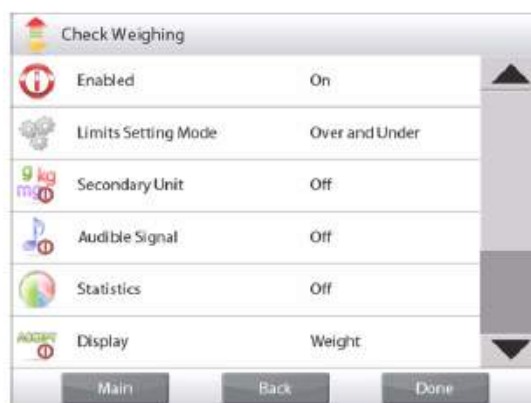 Check Weighing
Enabled On
Limits Setting Mode Over and Under
g kg
mg
Secondary Unit Off
Audible Signal Off
Statistics Off
ACCEPT
Display Weight
Main Back Done